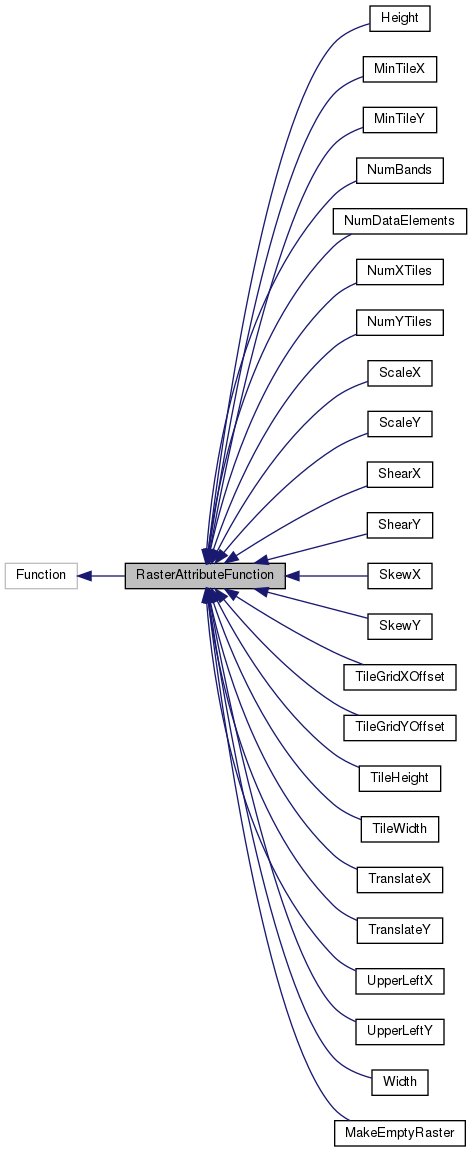 Height
MinTileX
MinTileY
NumBands
NumDataElements
NumXTiles
NumYTiles
ScaleX
ScaleY
ShearX
ShearY
Function
RasterAttributeFunction
SkewX
SkewY
TileGridXOffset
TileGridYOffset
TileHeight
TileWidth
TranslateX
TranslateY
UpperLeftX
UpperLeftY
Width
MakeEmptyRaster